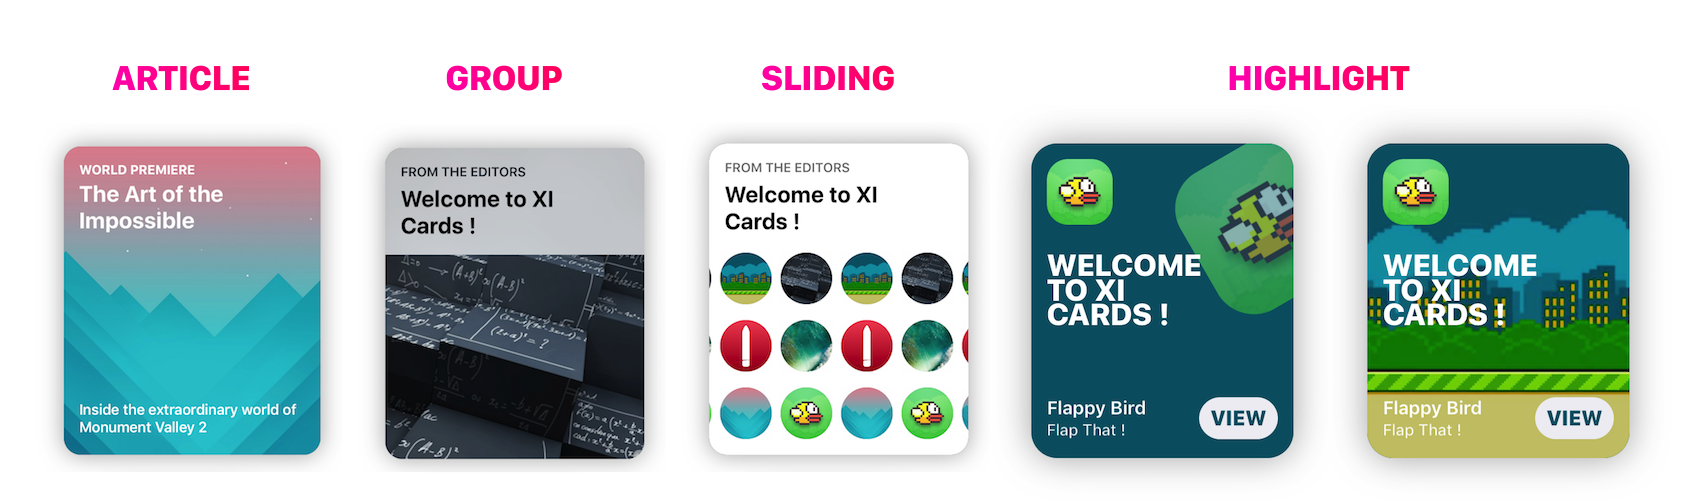 ARTICLE
GROUP
SLIDING
HIGHLIGHT
WORLD PREMIERE
The Art of the
Impossible
Inside the extraordinary world of
Monument Valley 2
FROM THE EDITORS
Welcome to XI
Cards !
FROM THE EDITORS
Welcome to XI
Cards !
WELCOME
TO XI
CARDS !
Flappy Bird
Flap That !
VIEW
WELCOME
TO XI
CARDS !
Flappy Bird
Flap That !
VIEW